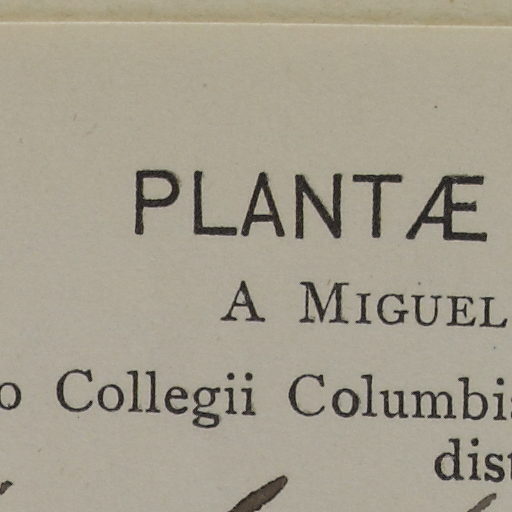 PLANTÆ
A MIGUEL
o Collegii Columbi
dist